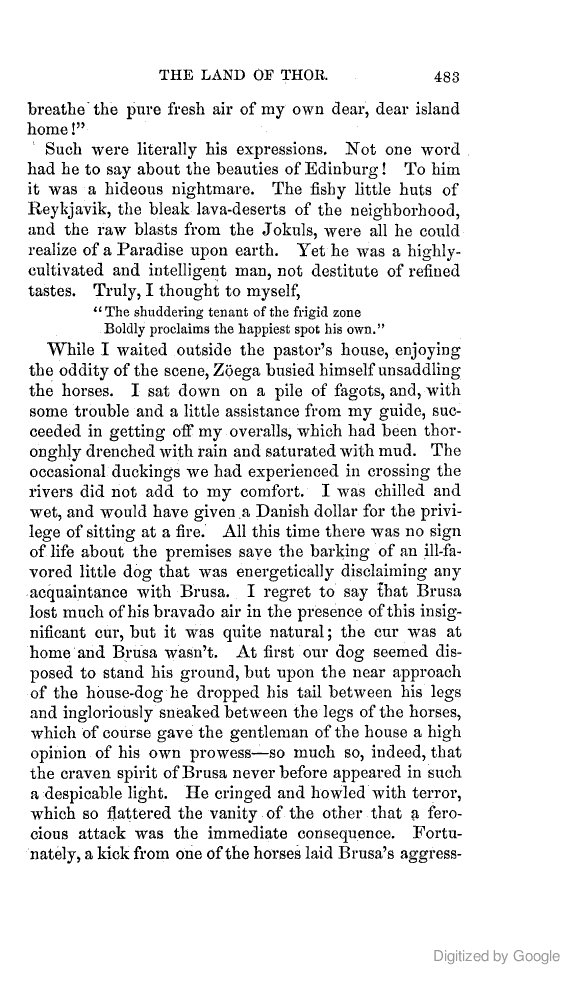 THE LAND OF THOR. 483
breathe the pure fresh air of my own dear, dear island
home!”
Such were literally his expressions. Not one word
had he to say about the beauties of Edinburg! To him
it was a hideous nightmare. The fishy little huts of
Reykjavik, the bleak lava-deserts of the neighborhood,
and the raw blasts from the Jokuls, were all he could
realize of a Paradise upon earth. Yet he was a highly-
cultivated and intelligent man, not destitute of refined
tastes. Truly, I thought to myself,
“The shuddering tenant of the frigid zone
Boldly proclaims the happiest spot his own.”
While I waited outside the pastor’s house, enjoying
the oddity of the scene, Zöega busied himself unsaddling
the horses. I sat down on a pile of fagots, and, with
some trouble and a little assistance from my guide, suc-
ceeded in getting off my overalls, which had been thor-
onghly drenched with rain and saturated with mud. The
occasional duckings we had experienced in crossing the
rivers did not add to my comfort. I was chilled and
wet, and would have given a Danish dollar for the privi-
lege of sitting at a fire. All this time there was no sign
of life about the premises save the barking of an ill-fa-
vored little dog that was energetically disclaiming any
acquaintance with Brusa. I regret to say that Brusa
lost much of his bravado air in the presence of this insig-
nificant cur, but it was quite natural; the cur was at
home and Brusa wasn’t. At first our dog seemed dis-
posed to stand his ground, but upon the near approach
of the house-dog he dropped his tail between his legs
and ingloriously sneaked between the legs of the horses,
which of course gave the gentleman of the house a high
opinion of his own prowess—so much so, indeed, that
the craven spirit of Brusa never before appeared in such
a despicable light. He cringed and howled with terror,
which so flattered the vanity of the other that a fero-
cious attack was the immediate consequence. Fortu-
nately, a kick from one of the horses laid Brusa’s aggress-
Digitized by Google